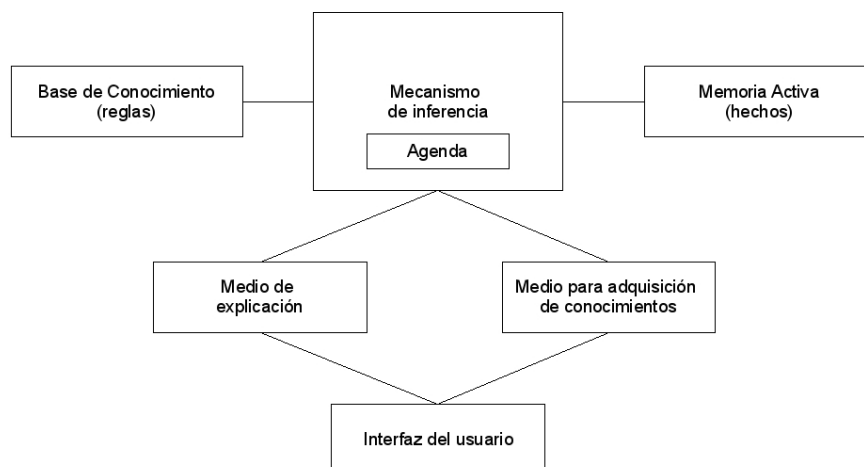 Base de Conocimiento
(reglas)
Mecanismo
de inferencia
Agenda
Memoria Activa
(hechos)
Medio de
explicación
Medio para adquisición
de conocimientos
Interfaz del usuario